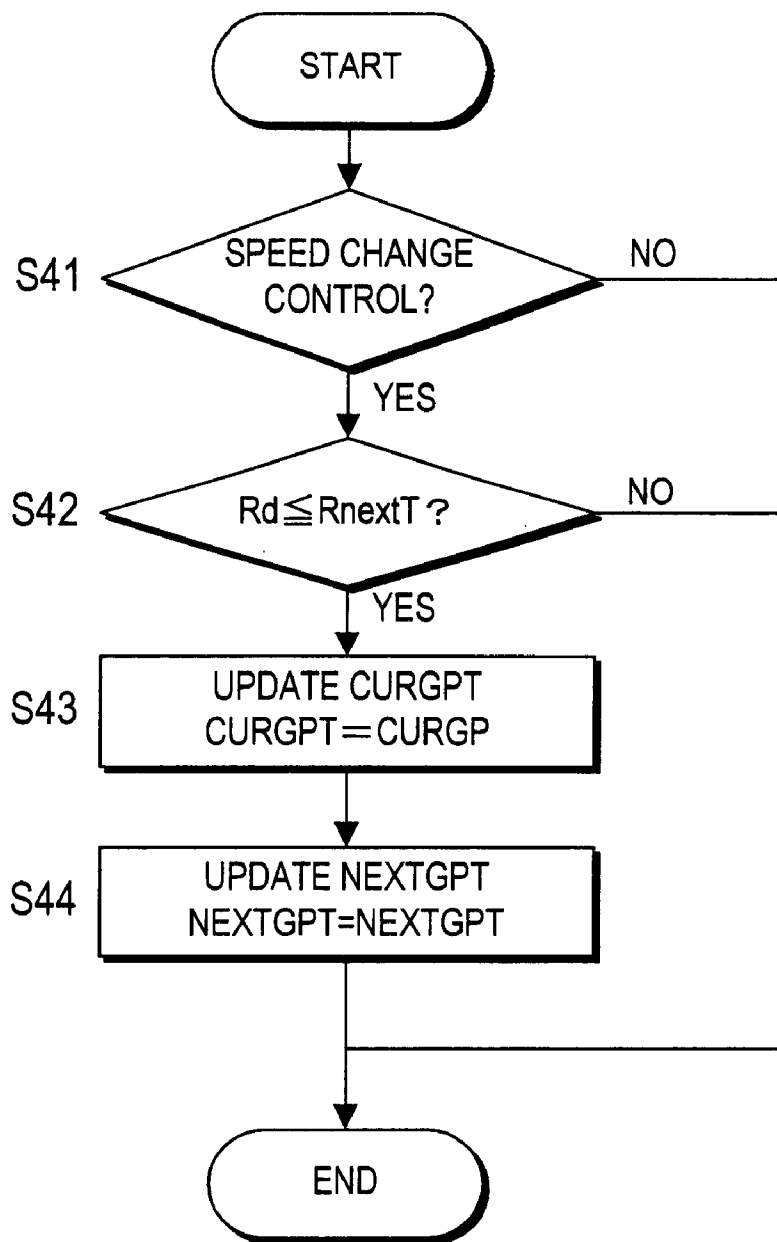 START
S41
SPEED CHANGE
CONTROL?
NO
YES
S42
Rd≦RnextT ?
NO
YES
S43
UPDATE CURGPT
CURGPT=CURGP
S44
UPDATE NEXTGPT
NEXTGPT=NEXTGPT
END